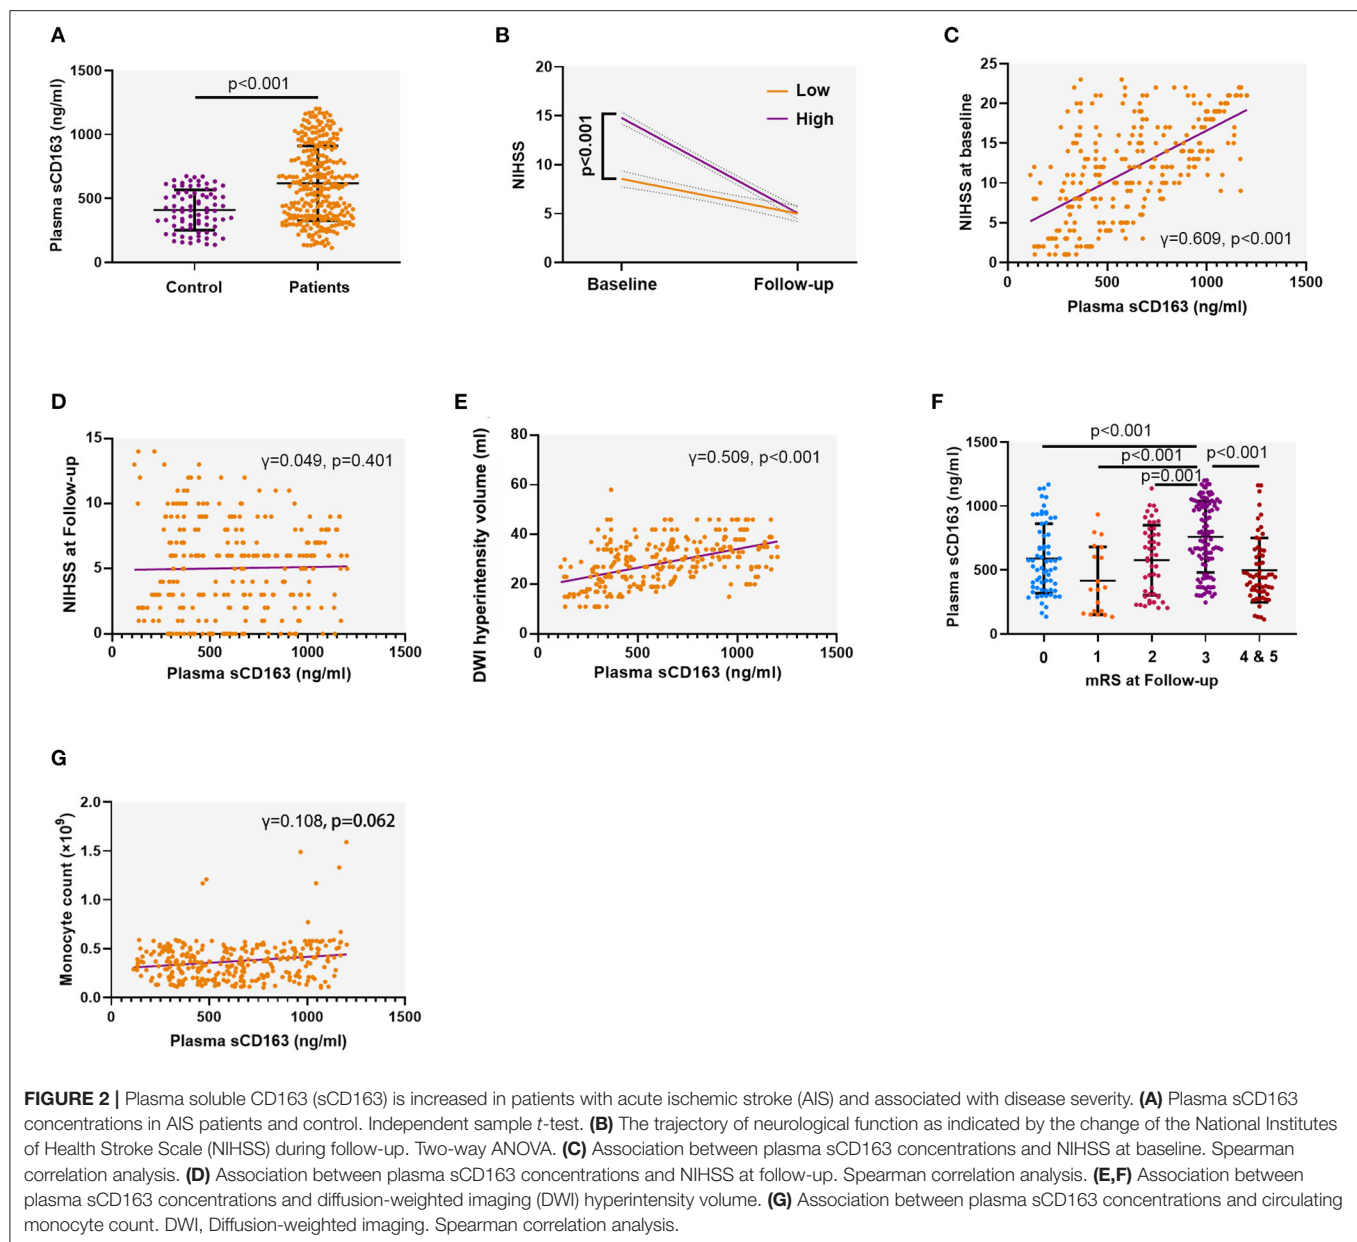 A
Plasma sCD163 (ng/ml)
1500
1000
500
0
p<0.001
Control
Patients
B
NIHSS
20
15
10
5
0
p<0.001
Low
High
Baseline
Follow-up
C
NIHSS at baseline
25
20
15
10
5
0
γ=0.609, p<0.001
0
500
1000
1500
Plasma sCD163 (ng/ml)
D
NIHSS at Follow-up
15
10
5
0
γ=0.049, p=0.401
0
500
1000
1500
Plasma sCD163 (ng/ml)
E
DWI hyperintensity volume (ml)
80
60
40
20
0
γ=0.509, p<0.001
0
500
1000
1500
Plasma sCD163 (ng/ml)
F
Plasma sCD163 (ng/ml)
1500
1000
500
0
p<0.001
p<0.001
p<0.001
p=0.001
0
1
2
3
4 & 5
mRS at Follow-up
G
Monocyte count (×10⁹)
2.0
1.5
1.0
0.5
0.0
γ=0.108, p=0.062
0
500
1000
1500
Plasma sCD163 (ng/ml)
FIGURE 2 | Plasma soluble CD163 (sCD163) is increased in patients with acute ischemic stroke (AIS) and associated with disease severity. (A) Plasma sCD163
concentrations in AIS patients and control. Independent sample t-test. (B) The trajectory of neurological function as indicated by the change of the National Institutes
of Health Stroke Scale (NIHSS) during follow-up. Two-way ANOVA. (C) Association between plasma sCD163 concentrations and NIHSS at baseline. Spearman
correlation analysis. (D) Association between plasma sCD163 concentrations and NIHSS at follow-up. Spearman correlation analysis. (E,F) Association between
plasma sCD163 concentrations and diffusion-weighted imaging (DWI) hyperintensity volume. (G) Association between plasma sCD163 concentrations and circulating
monocyte count. DWI, Diffusion-weighted imaging. Spearman correlation analysis.